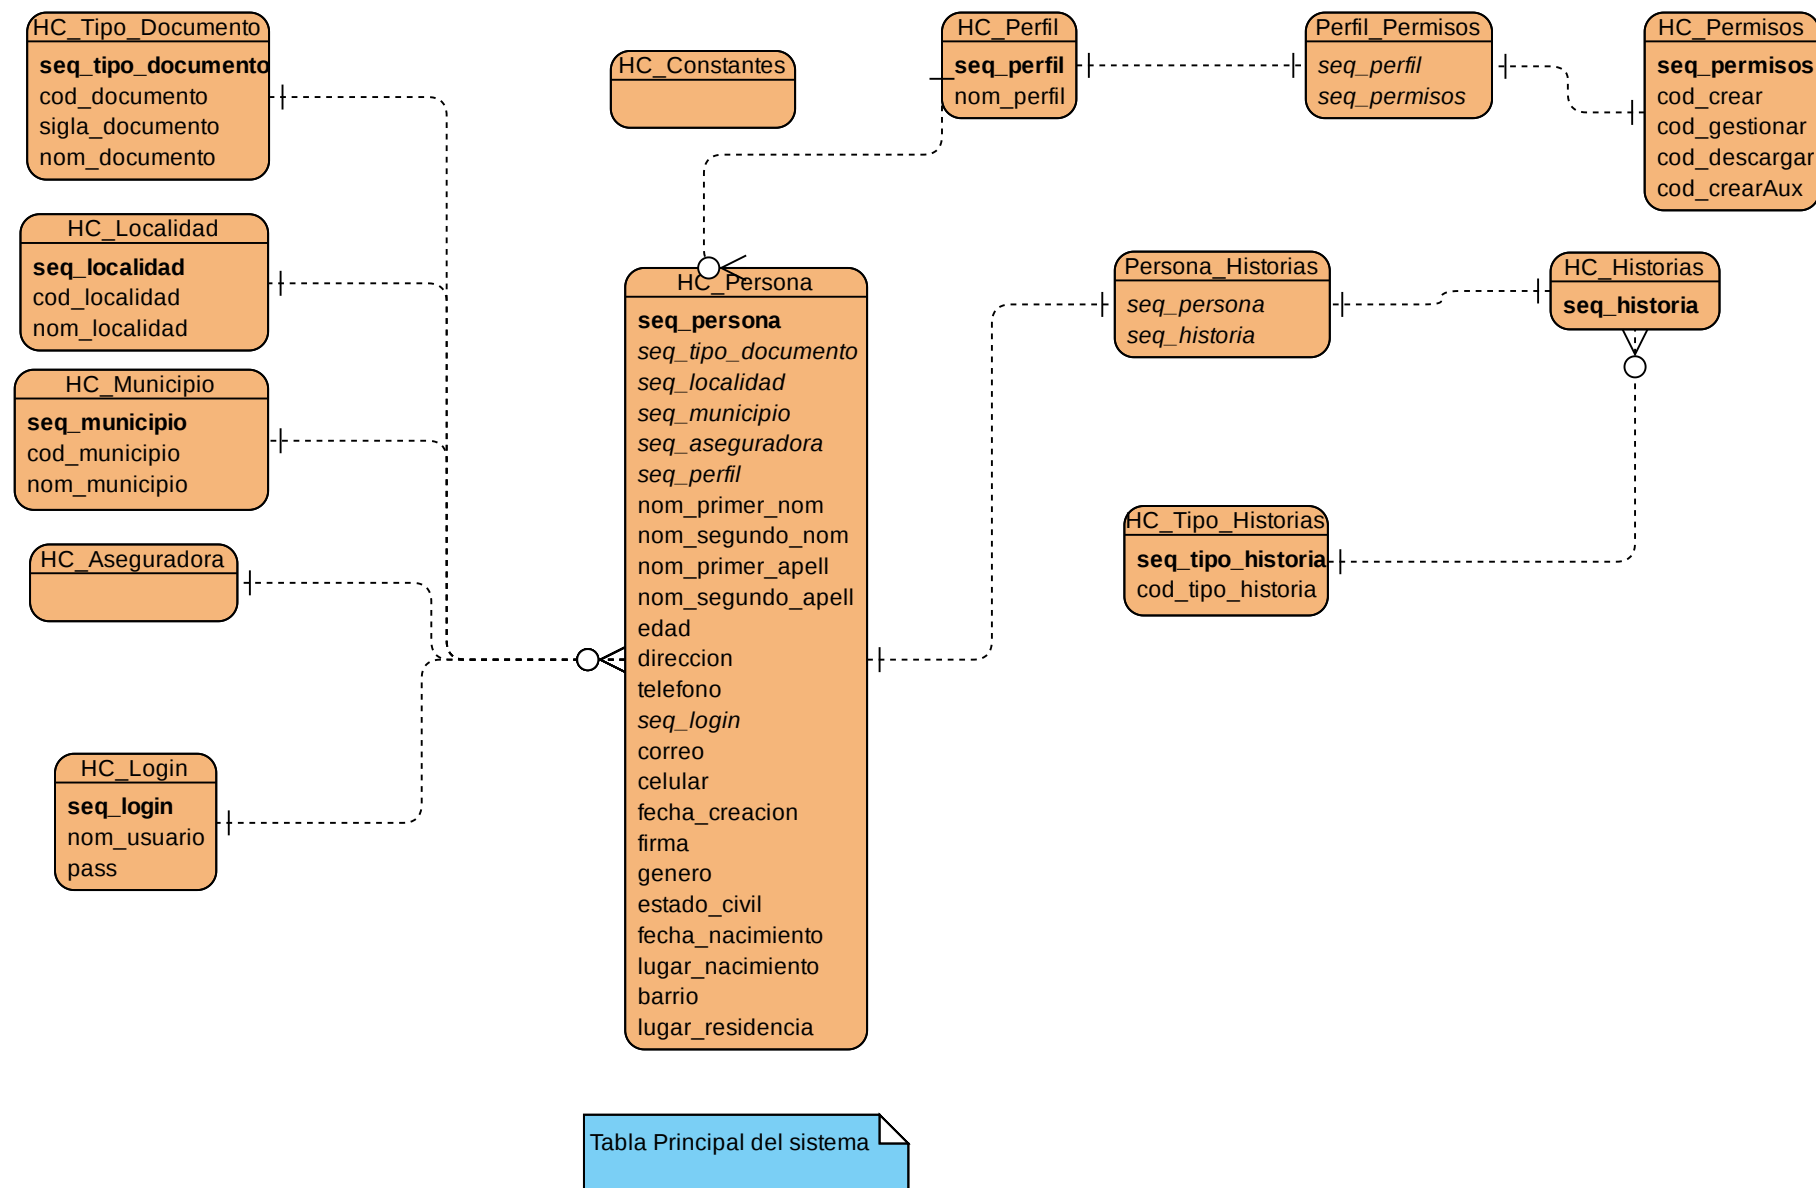 HC_Tipo_Documento
seq_tipo_documento
cod_documento
sigla_documento
nom_documento
HC_Constantes
HC_Perfil
seq_perfil
nom_perfil
Perfil_Permisos
seq_perfil
seq_permisos
HC_Permisos
seq_permisos
cod_crear
cod_gestionar
cod_descargar
cod_crearAux
HC_Localidad
seq_localidad
cod_localidad
nom_localidad
HC_Municipio
seq_municipio
cod_municipio
nom_municipio
HC_Aseguradora
HC_Login
seq_login
nom_usuario
pass
HC_Persona
seq_persona
seq_tipo_documento
seq_localidad
seq_municipio
seq_aseguradora
seq_perfil
nom_primer_nom
nom_segundo_nom
nom_primer_apell
nom_segundo_apell
edad
direccion
telefono
seq_login
correo
celular
fecha_creacion
firma
genero
estado_civil
fecha_nacimiento
lugar_nacimiento
barrio
lugar_residencia
Persona_Historias
seq_persona
seq_historia
HC_Historias
seq_historia
HC_Tipo_Historias
seq_tipo_historia
cod_tipo_historia
Tabla Principal del sistema